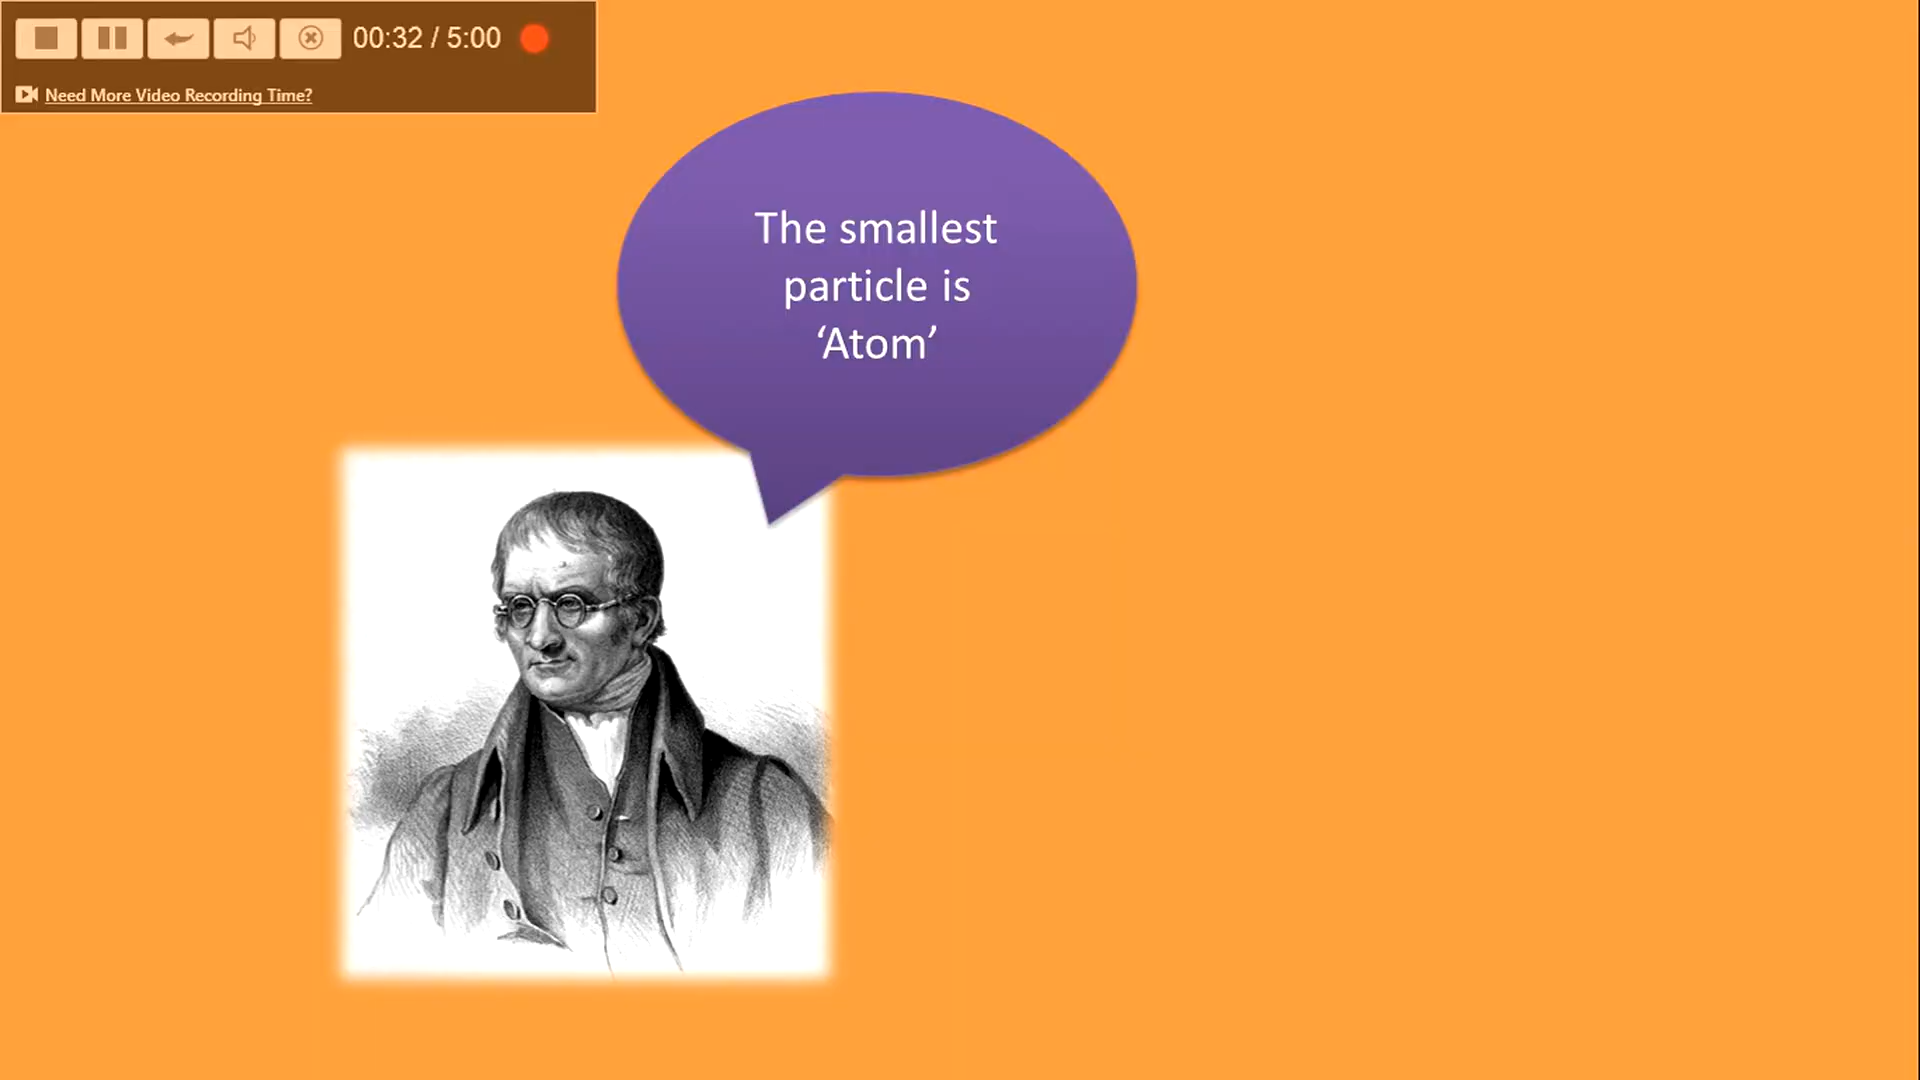 00:32 / 5:00
Need More Video Recording Time?
The smallest
particle is
‘Atom’